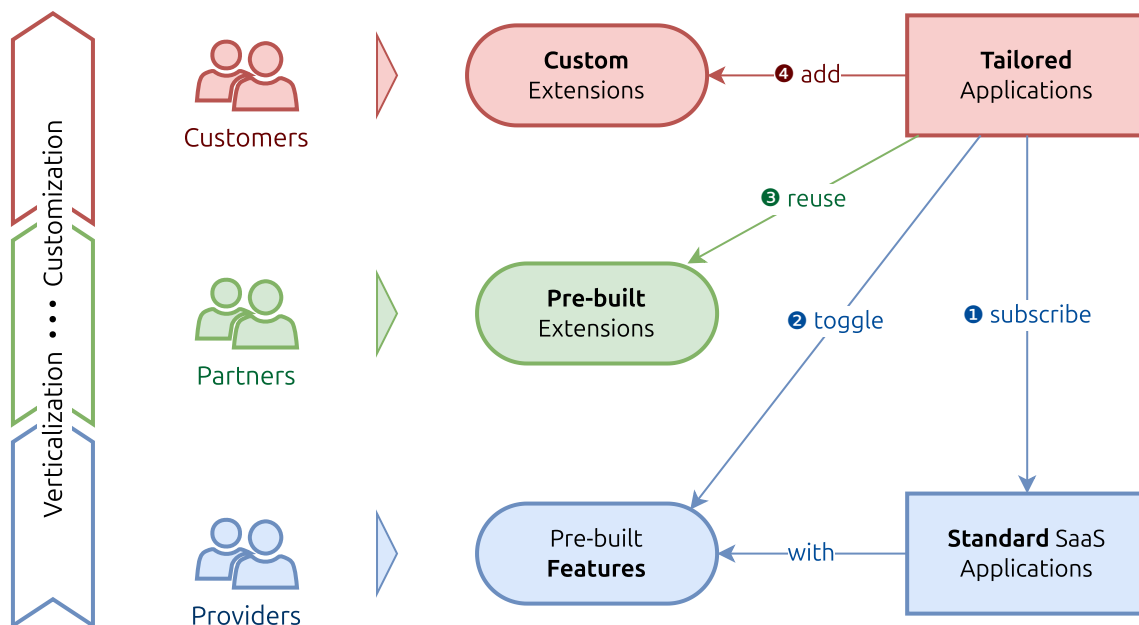 Customization
Verticalization ••••
Customers
Custom
Extensions
❹ add
Tailored
Applications
❸ reuse
Partners
Pre-built
Extensions
❷ toggle
❶ subscribe
Providers
Pre-built
Features
with
Standard SaaS
Applications